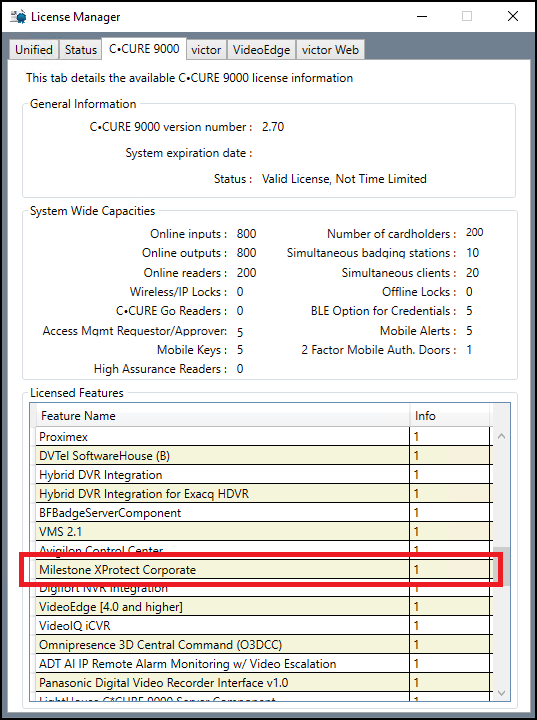 License Manager
Unified Status C•CURE 9000 victor VideoEdge victor Web
This tab details the available C•CURE 9000 license information
General Information
C•CURE 9000 version number : 2.70
System expiration date :
Status : Valid License, Not Time Limited
System Wide Capacities
Online inputs : 800 Number of cardholders : 200
Online outputs : 800 Simultaneous badging stations : 10
Online readers : 200 Simultaneous clients : 20
Wireless/IP Locks : 0 Offline Locks : 0
C•CURE Go Readers : 0 BLE Option for Credentials : 5
Access Mgmt Requestor/Approver: 5 Mobile Alerts : 5
Mobile Keys : 5 2 Factor Mobile Auth. Doors : 1
High Assurance Readers : 0
Licensed Features
Feature Name Info
Proximex 1
DVTel SoftwareHouse (B) 1
Hybrid DVR Integration 1
Hybrid DVR Integration for Exacq HDVR 1
BFBadgeServerComponent 1
VMS 2.1 1
Avigilon Control Center 1
Milestone XProtect Corporate 1
Digifort NVR Integration 1
VideoEdge [4.0 and higher] 1
VideoIQ iCVR 1
Omnipresence 3D Central Command (O3DCC) 1
ADT AI IP Remote Alarm Monitoring w/ Video Escalation 1
Panasonic Digital Video Recorder Interface v1.0 1
LightHouse C*CURE 9000 Server Component 1